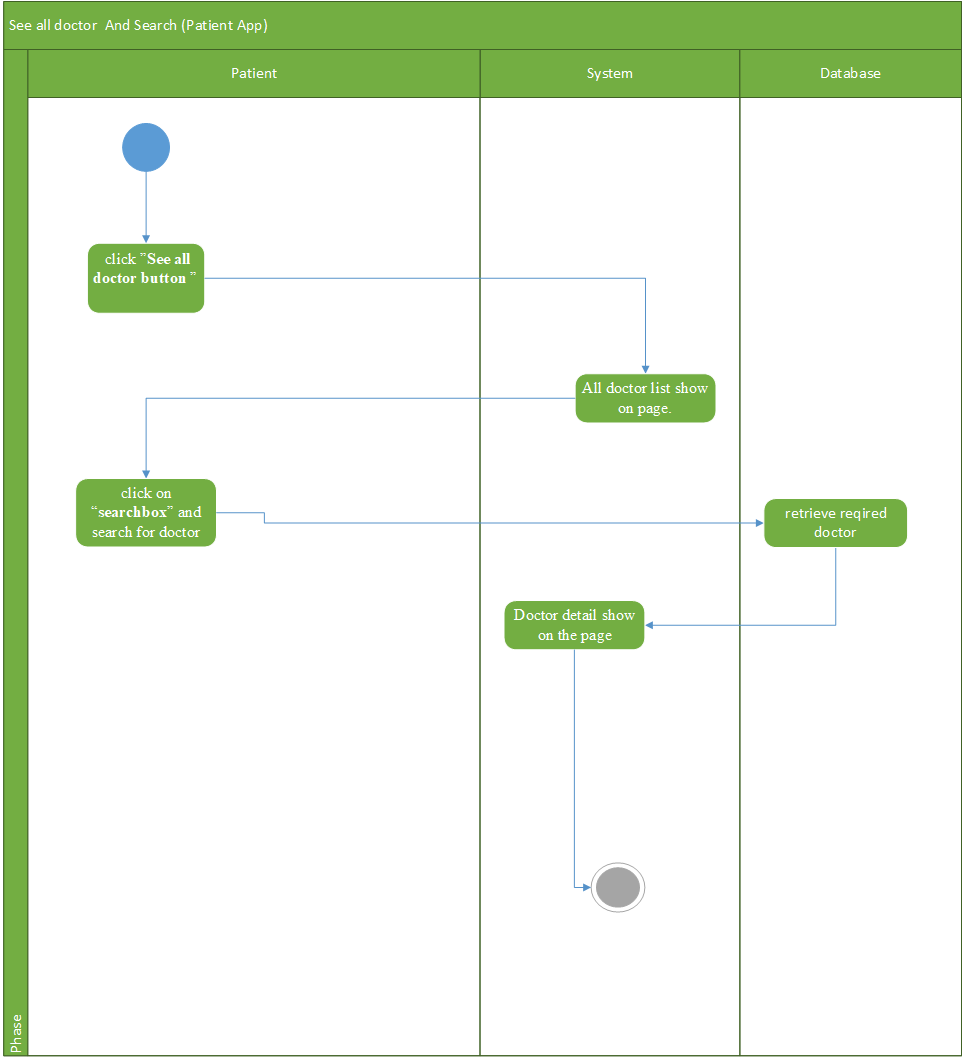 See all doctor  And Search (Patient App)
Patient
System
Database
click ”See all
doctor button ”
All doctor list show
on page.
click on
“searchbox” and
search for doctor
retrieve reqired
doctor
Doctor detail show
on the page
Phase